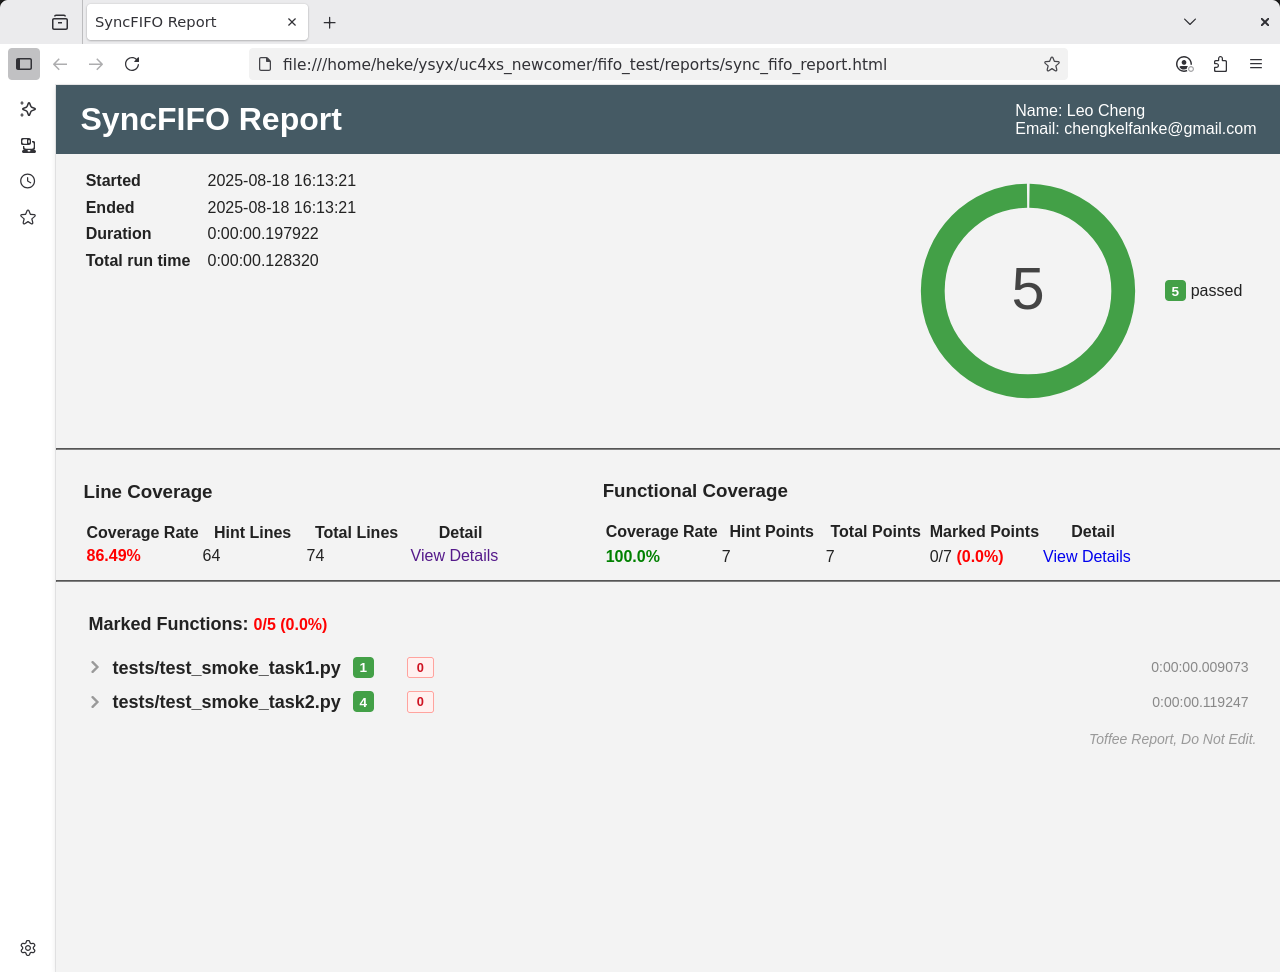 SyncFIFO Report
file:///home/heke/ysyx/uc4xs_newcomer/fifo_test/reports/sync_fifo_report.html
SyncFIFO Report
Name: Leo Cheng
Email: chengkelfanke@gmail.com
Started 2025-08-18 16:13:21
Ended 2025-08-18 16:13:21
Duration 0:00:00.197922
Total run time 0:00:00.128320
5
5 passed
Line Coverage
Coverage Rate Hint Lines Total Lines Detail
86.49% 64 74 View Details
Functional Coverage
Coverage Rate Hint Points Total Points Marked Points Detail
100.0% 7 7 0/7 (0.0%) View Details
Marked Functions: 0/5 (0.0%)
tests/test_smoke_task1.py 1 0 0:00:00.009073
tests/test_smoke_task2.py 4 0 0:00:00.119247
Toffee Report, Do Not Edit.